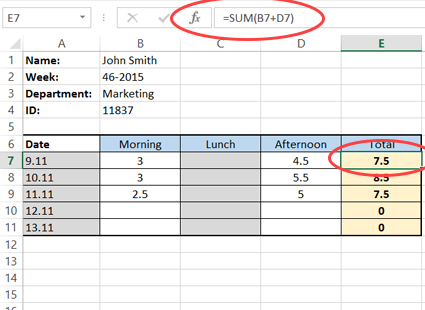 E7 fx =SUM(B7+D7)
A B C D E
1 Name: John Smith
2 Week: 46-2015
3 Department: Marketing
4 ID: 11837
5
6 Date Morning Lunch Afternoon Total
7 9.11 3 4.5 7.5
8 10.11 3 5.5 8.5
9 11.11 2.5 5 7.5
10 12.11 0
11 13.11 0
12
13
14
15
16